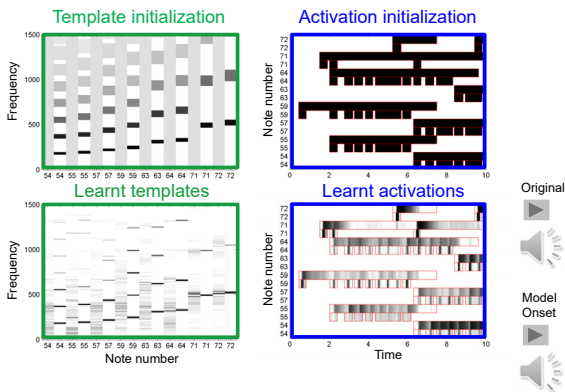 Template initialization
Frequency
1500
1000
500
0
54 54 55 55 57 57 59 59 63 63 64 64 71 71 72 72
Activation initialization
Note number
72
72
71
71
64
64
63
63
59
59
57
57
55
55
54
54
0 2 4 6 8 10
Learnt templates
Frequency
1500
1000
500
0
54 54 55 55 57 57 59 59 63 63 64 64 71 71 72 72
Note number
Learnt activations
Note number
72
72
71
71
64
64
63
63
59
59
57
57
55
55
54
54
0 2 4 6 8 10
Time
Original
Model
Onset